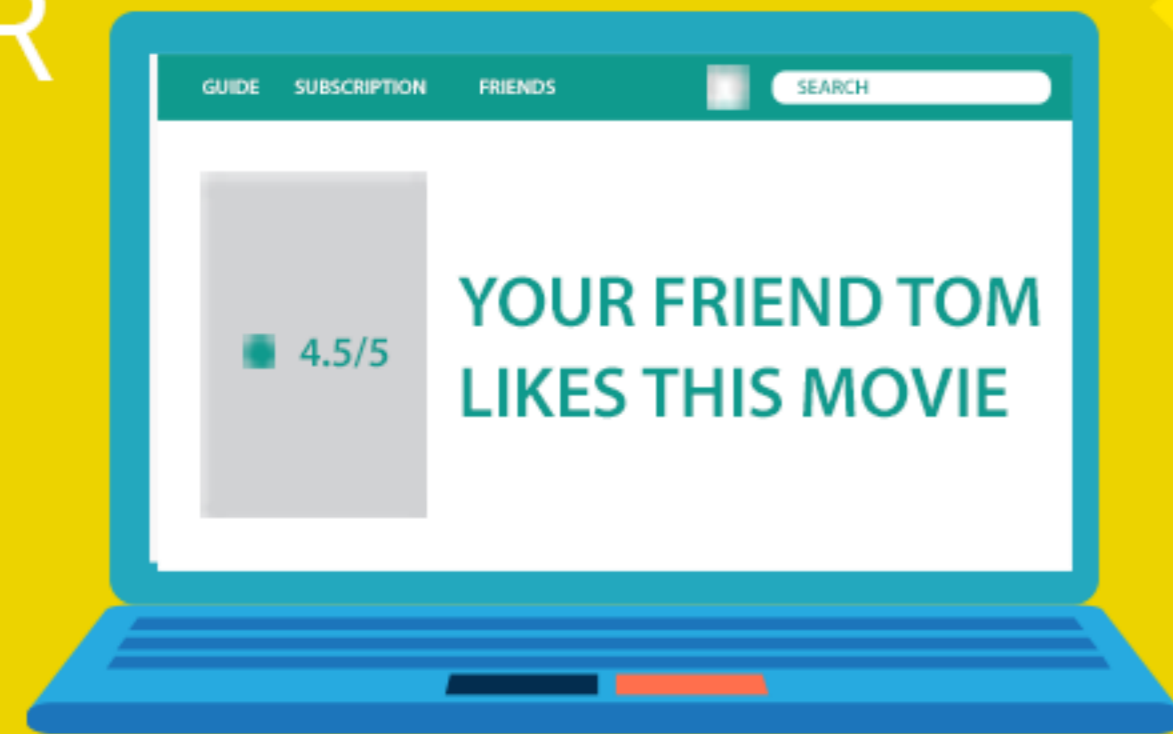 R
GUIDE SUBSCRIPTION FRIENDS SEARCH
4.5/5
YOUR FRIEND TOM
LIKES THIS MOVIE